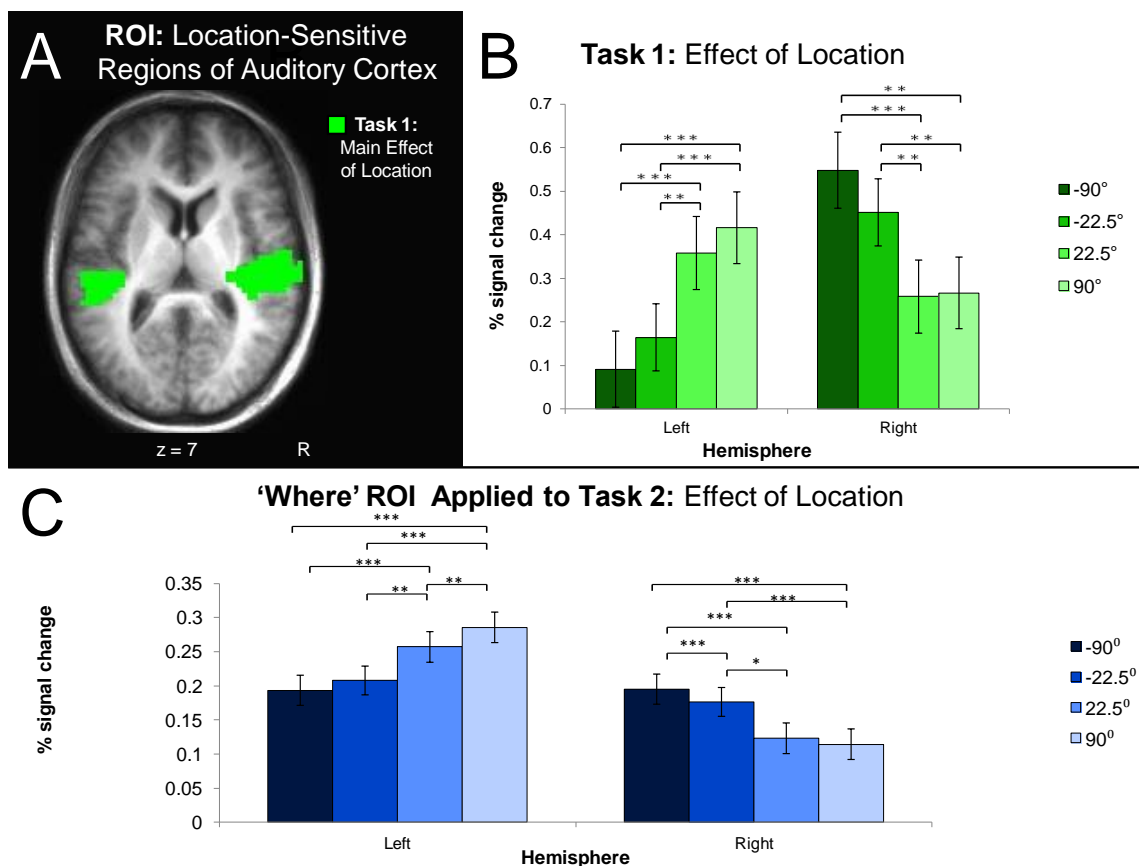 A
ROI: Location-Sensitive
Regions of Auditory Cortex
Task 1:
Main Effect
of Location
z = 7
R
B
Task 1: Effect of Location
% signal change
0.7
0.6
0.5
0.4
0.3
0.2
0.1
0
***
***
***
**
**
***
**
**
Left
Right
Hemisphere
-90°
-22.5°
22.5°
90°
C
'Where' ROI Applied to Task 2: Effect of Location
% signal change
0.35
0.3
0.25
0.2
0.15
0.1
0.05
0
***
***
***
**
**
***
***
***
***
*
Left
Right
Hemisphere
-90⁰
-22.5⁰
22.5⁰
90⁰